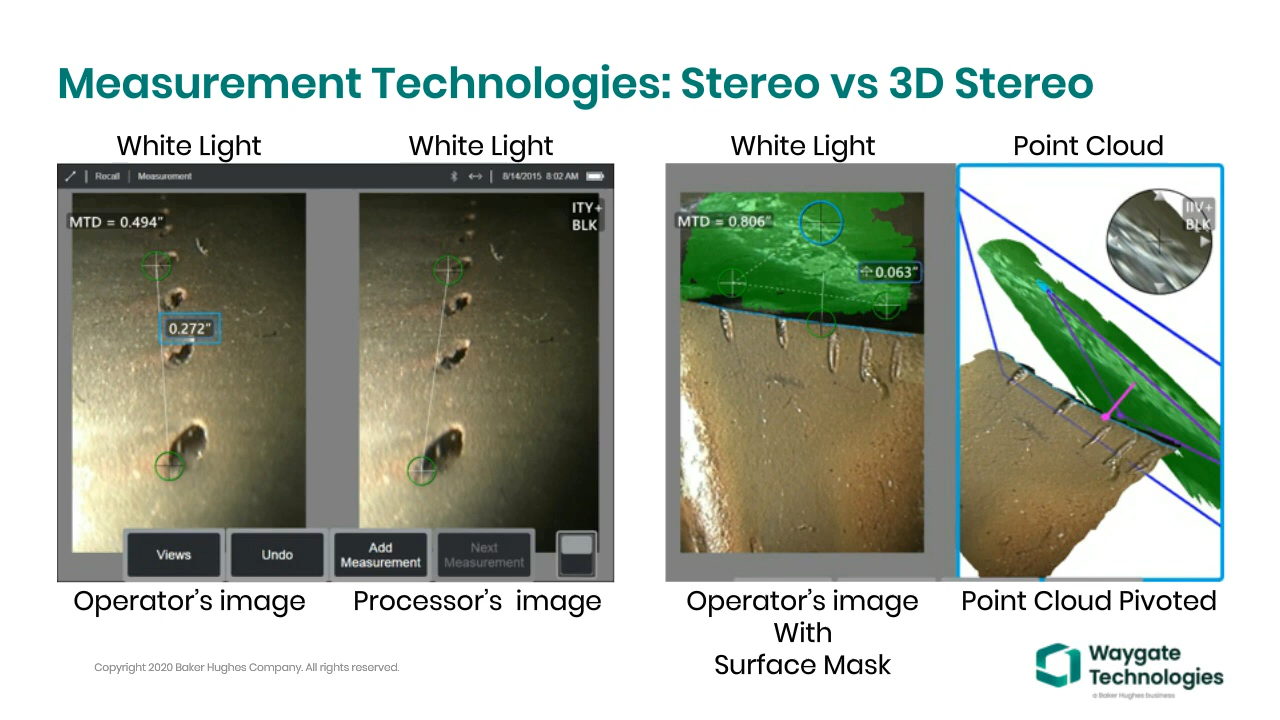 Measurement Technologies: Stereo vs 3D Stereo
White Light
White Light
White Light
Point Cloud
Recall
Measurement
8/14/2015 8:02 AM
MTD = 0.494"
ITY+
BLK
0.272"
MTD = 0.806"
0.063"
IIV+
BLK
Views
Undo
Add
Measurement
Next
Measurement
Operator’s image
Processor’s image
Operator’s image
With
Surface Mask
Point Cloud Pivoted
Copyright 2020 Baker Hughes Company. All rights reserved.
Waygate
Technologies
a Baker Hughes business